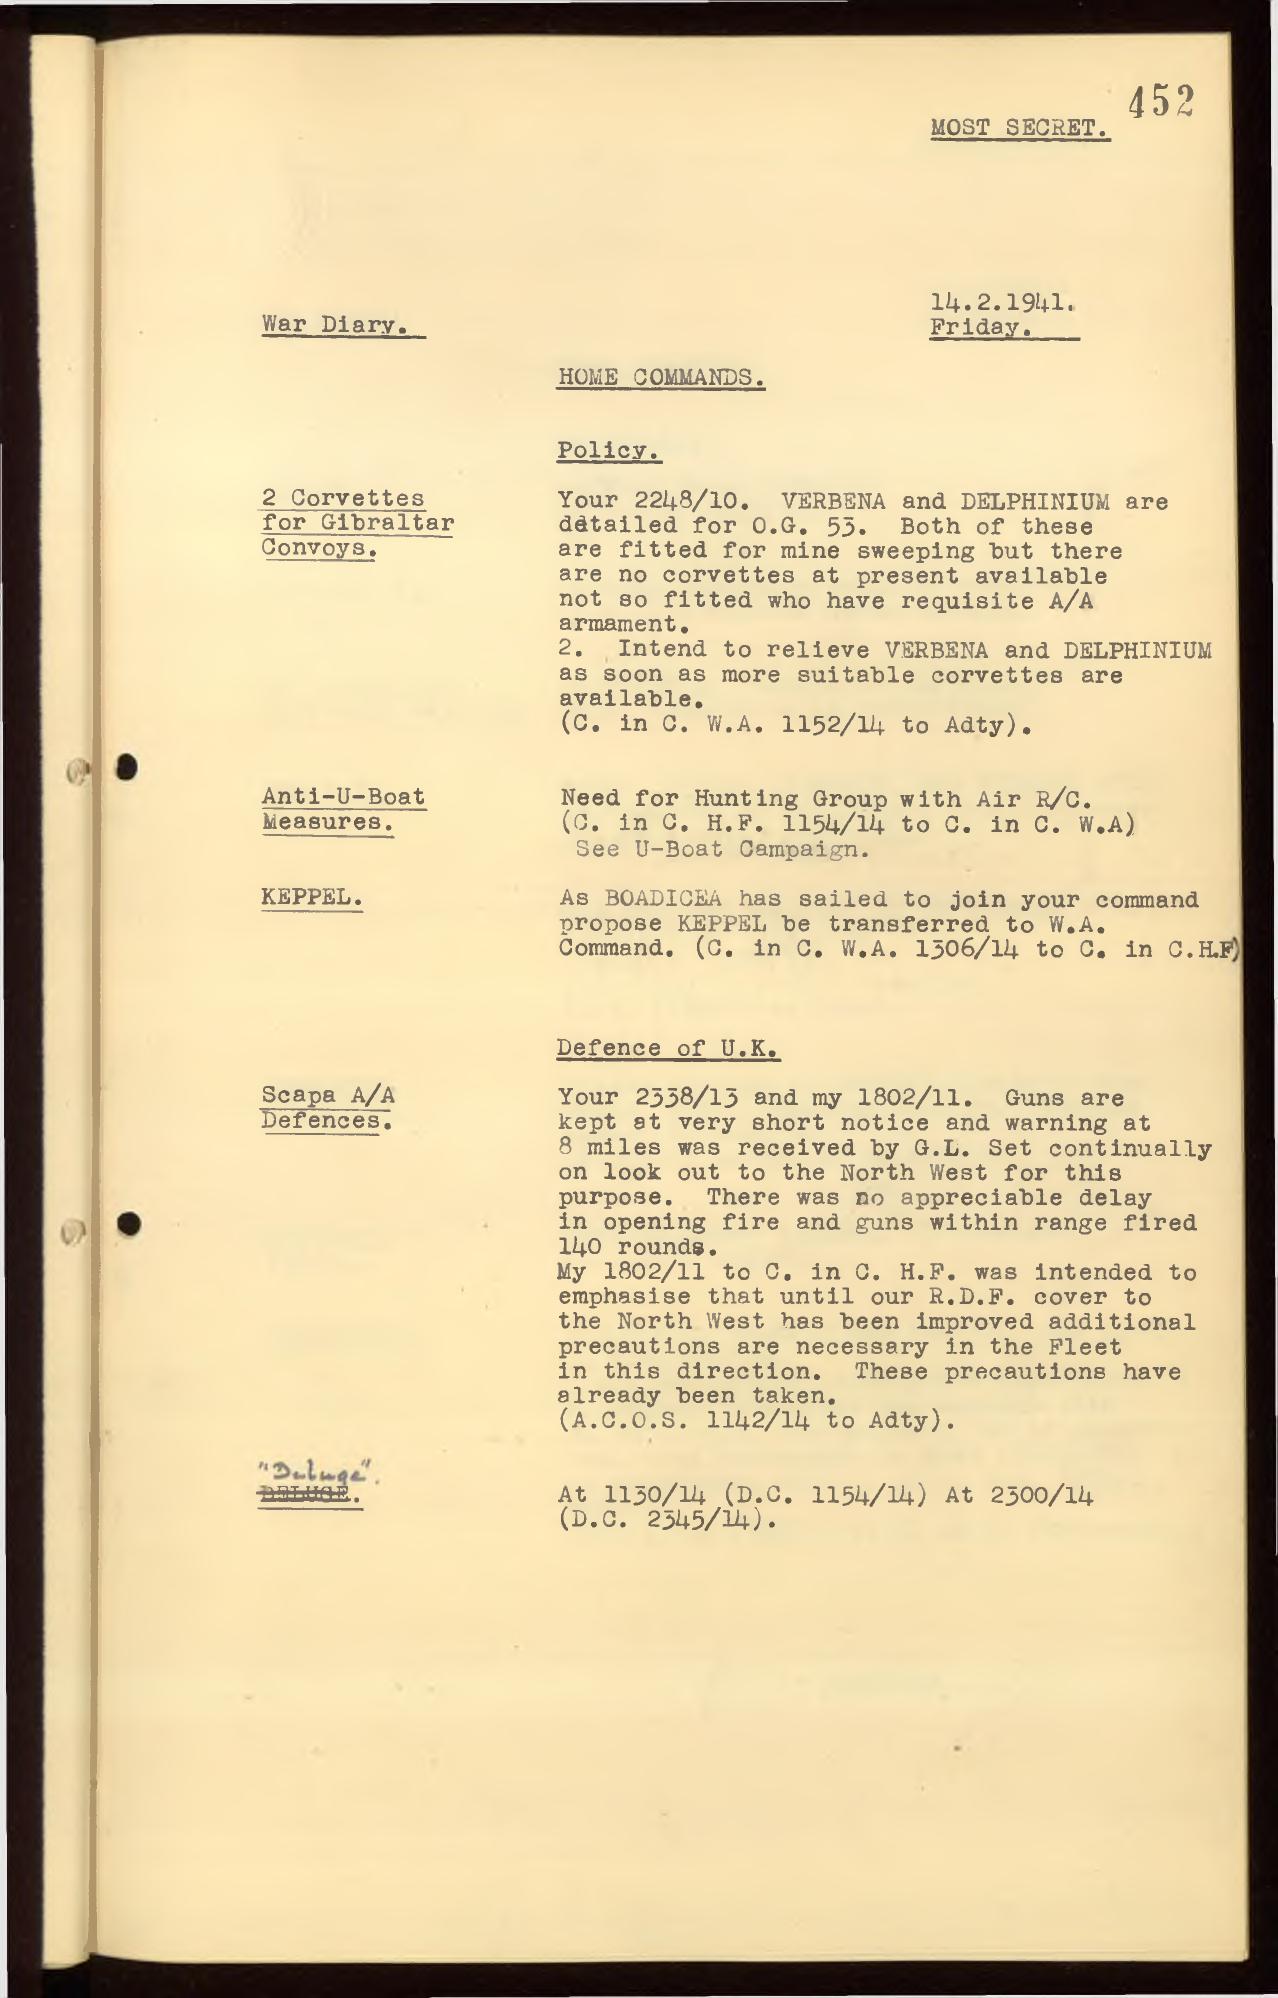 452
MOST SECRET.
14.2.1941.
War Diary.
Friday.
HOME COMMANDS.
Policy.
2 Corvettes
for Gibraltar
Convoys.
Your 2248/10. VERBENA and DELPHINIUM are
detailed for O.G. 53. Both of these
are fitted for mine sweeping but there
are no corvettes at present available
not so fitted who have requisite A/A
armament.
2. Intend to relieve VERBENA and DELPHINIUM
as soon as more suitable corvettes are
available.
(C. in C. W.A. 1152/14 to Adty).
Anti-U-Boat
Measures.
Need for Hunting Group with Air R/C.
(C. in C. H.F. 1154/14 to C. in C. W.A)
See U-Boat Campaign.
KEPPEL.
As BOADICEA has sailed to join your command
propose KEPPEL be transferred to W.A.
Command. (C. in C. W.A. 1306/14 to C. in C.H.F)
Defence of U.K.
Scapa A/A
Defences.
Your 2338/13 and my 1802/11. Guns are
kept at very short notice and warning at
8 miles was received by G.L. Set continually
on look out to the North West for this
purpose. There was no appreciable delay
in opening fire and guns within range fired
140 rounds.
My 1802/11 to C. in C. H.F. was intended to
emphasise that until our R.D.F. cover to
the North West has been improved additional
precautions are necessary in the Fleet
in this direction. These precautions have
already been taken.
(A.C.O.S. 1142/14 to Adty).
"Deluge".
DELUGE.
At 1130/14 (D.C. 1154/14) At 2300/14
(D.C. 2345/14).